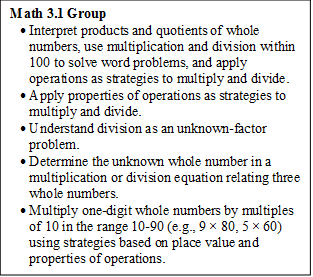 Math 3.1 Group
• Interpret products and quotients of whole
numbers, use multiplication and division within
100 to solve word problems, and apply
operations as strategies to multiply and divide.
• Apply properties of operations as strategies to
multiply and divide.
• Understand division as an unknown-factor
problem.
• Determine the unknown whole number in a
multiplication or division equation relating three
whole numbers.
• Multiply one-digit whole numbers by multiples
of 10 in the range 10-90 (e.g., 9 × 80, 5 × 60)
using strategies based on place value and
properties of operations.